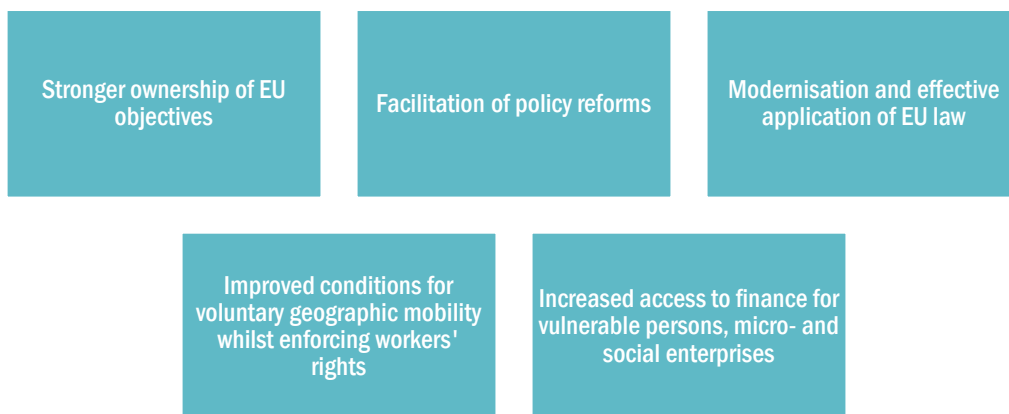 Stronger ownership of EU
objectives
Facilitation of policy reforms
Modernisation and effective
application of EU law
Improved conditions for
voluntary geographic mobility
whilst enforcing workers'
rights
Increased access to finance for
vulnerable persons, micro- and
social enterprises